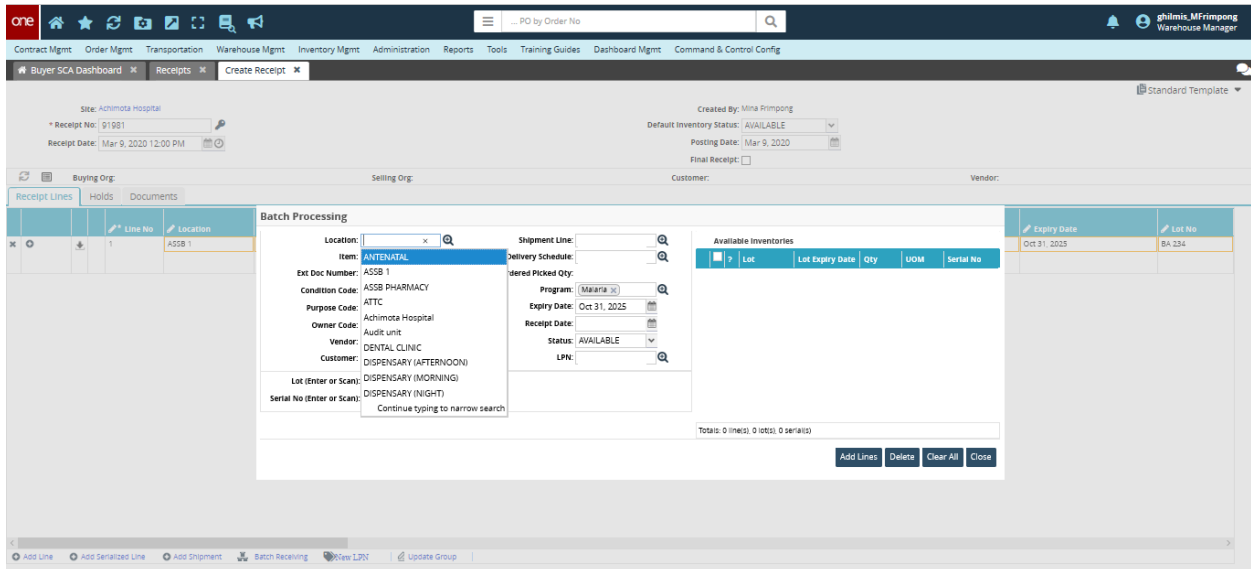 one ... PO by Order No ghilmis_MFrimpong
Warehouse Manager
Contract Mgmt Order Mgmt Transportation Warehouse Mgmt Inventory Mgmt Administration Reports Tools Training Guides Dashboard Mgmt Command & Control Config
Buyer SCA Dashboard Receipts Create Receipt
Standard Template
Site: Achimota Hospital Created By: Mina Frimpong
* Receipt No: 91981 Default Inventory Status: AVAILABLE
Receipt Date: Mar 9, 2020 12:00 PM Posting Date: Mar 9, 2020
Final Receipt:
Buying Org: Selling Org: Customer: Vendor:
Receipt Lines Holds Documents
* Line No Location Expiry Date Lot No
1 ASSB 1 Oct 31, 2025 BA 234
Batch Processing
Location: Shipment Line: Available Inventories
Item: ANTENATAL Delivery Schedule: ? Lot Lot Expiry Date Qty UOM Serial No
Ext Doc Number: ASSB 1 dered Picked Qty:
Condition Code: ASSB PHARMACY Program: Malaria
Purpose Code: ATTC Expiry Date: Oct 31, 2025
Owner Code: Achimota Hospital Receipt Date:
Vendor: Audit unit Status: AVAILABLE
Customer: DENTAL CLINIC LPN:
DISPENSARY (AFTERNOON)
Lot (Enter or Scan): DISPENSARY (MORNING)
Serial No (Enter or Scan): DISPENSARY (NIGHT)
Continue typing to narrow search
Totals: 0 line(s), 0 lot(s), 0 serial(s)
Add Lines Delete Clear All Close
Add Line Add Serialized Line Add Shipment Batch Receiving New LPN Update Group